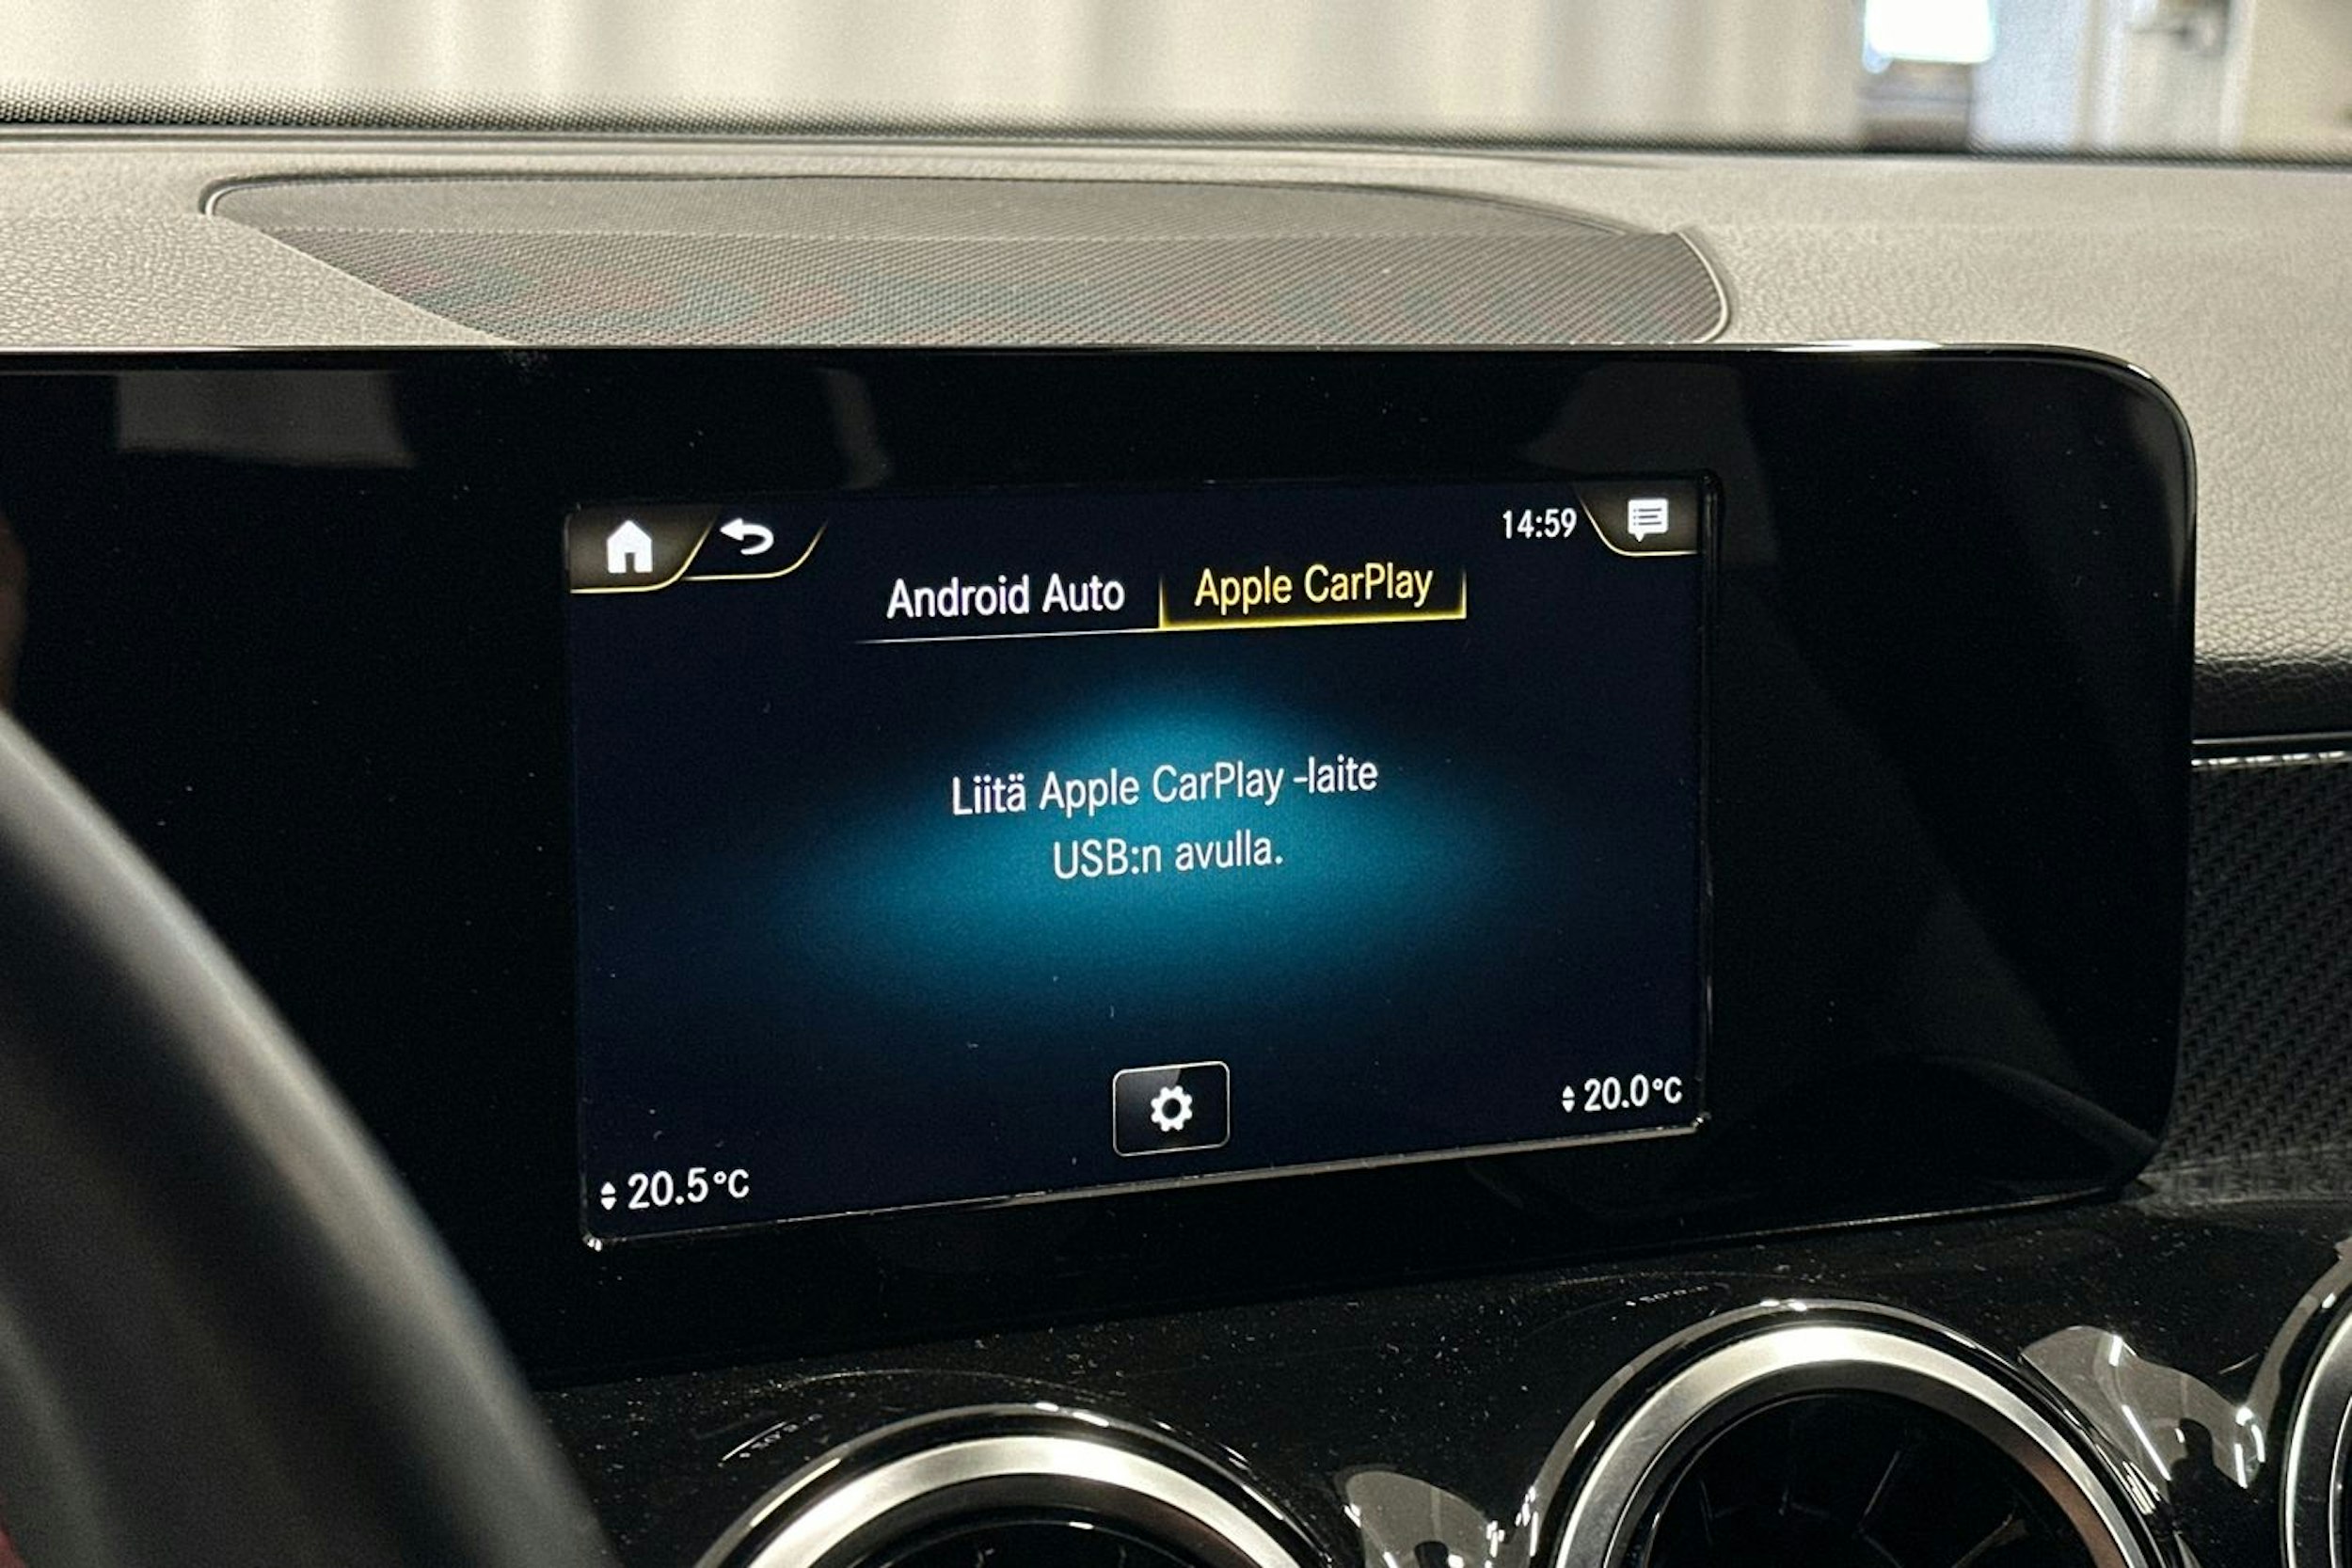 14:59
Android Auto
Apple CarPlay
Liitä Apple CarPlay -laite
USB:n avulla.
20.5°C
20.0°C